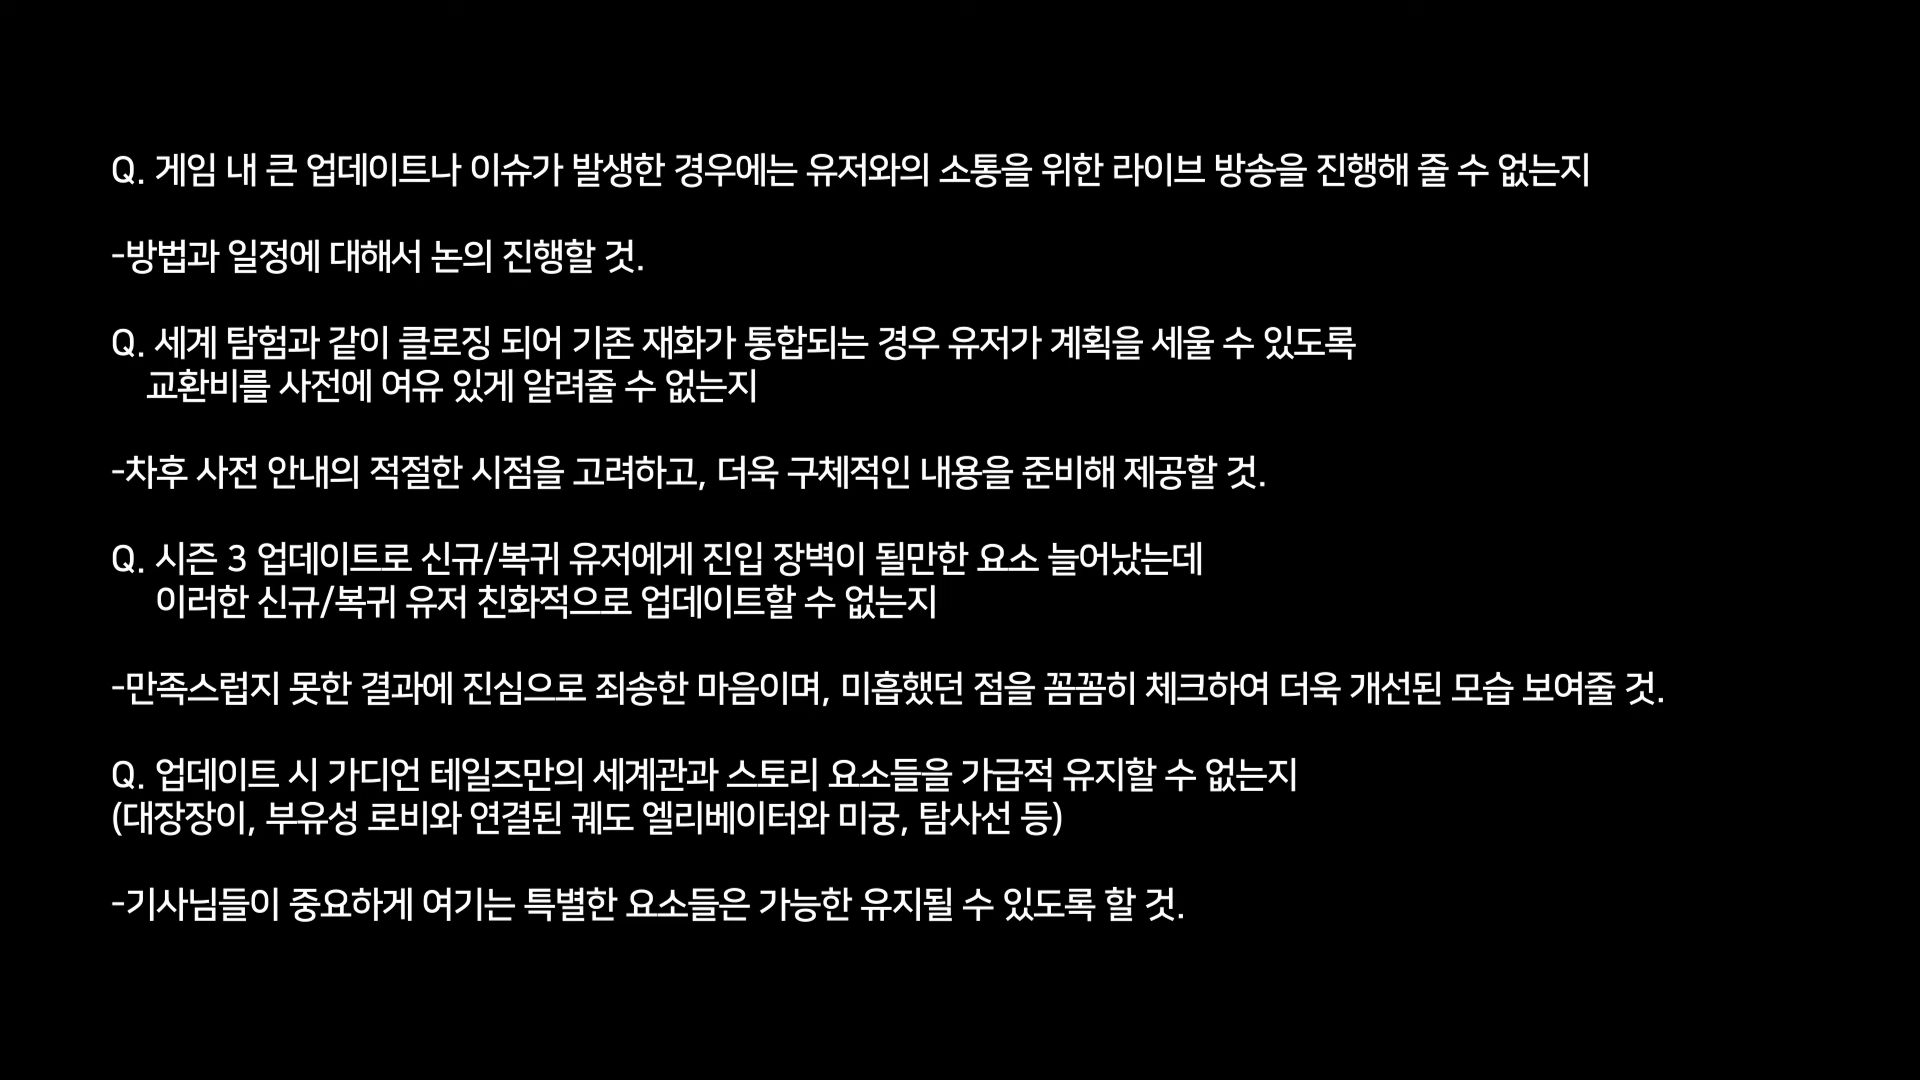 Q. 게임 내 큰 업데이트나 이슈가 발생한 경우에는 유저와의 소통을 위한 라이브 방송을 진행해 줄 수 없는지
-방법과 일정에 대해서 논의 진행할 것.
Q. 세계 탐험과 같이 클로징 되어 기존 재화가 통합되는 경우 유저가 계획을 세울 수 있도록
교환비를 사전에 여유 있게 알려줄 수 없는지
-차후 사전 안내의 적절한 시점을 고려하고, 더욱 구체적인 내용을 준비해 제공할 것.
Q. 시즌 3 업데이트로 신규/복귀 유저에게 진입 장벽이 될만한 요소 늘어났는데
이러한 신규/복귀 유저 친화적으로 업데이트할 수 없는지
-만족스럽지 못한 결과에 진심으로 죄송한 마음이며, 미흡했던 점을 꼼꼼히 체크하여 더욱 개선된 모습 보여줄 것.
Q. 업데이트 시 가디언 테일즈만의 세계관과 스토리 요소들을 가급적 유지할 수 없는지
(대장장이, 부유성 로비와 연결된 궤도 엘리베이터와 미궁, 탐사선 등)
-기사님들이 중요하게 여기는 특별한 요소들은 가능한 유지될 수 있도록 할 것.